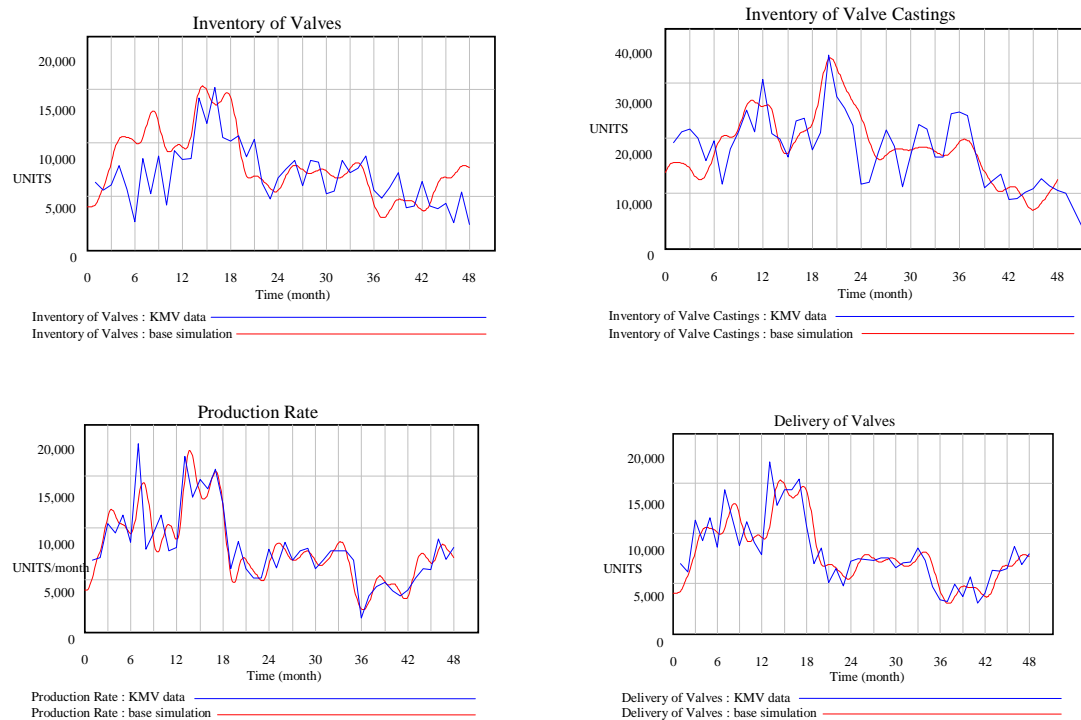 Inventory of Valves
20,000
15,000
10,000
UNITS
5,000
0
0 6 12 18 24 30 36 42 48
Time (month)
Inventory of Valves : KMV data
Inventory of Valves : base simulation
Inventory of Valve Castings
40,000
30,000
UNITS
20,000
10,000
0
0 6 12 18 24 30 36 42 48
Time (month)
Inventory of Valve Castings : KMV data
Inventory of Valve Castings : base simulation
Production Rate
20,000
15,000
10,000
UNITS/month
5,000
0
0 6 12 18 24 30 36 42 48
Time (month)
Production Rate : KMV data
Production Rate : base simulation
Delivery of Valves
20,000
15,000
10,000
UNITS
5,000
0
0 6 12 18 24 30 36 42 48
Time (month)
Delivery of Valves : KMV data
Delivery of Valves : base simulation